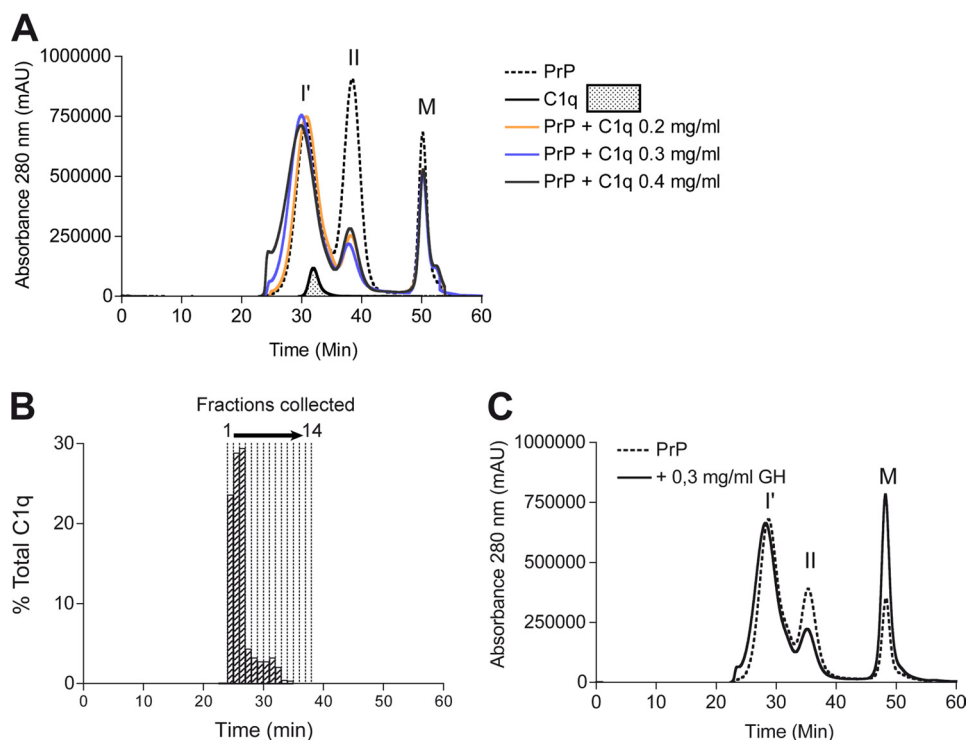 A
Absorbance 280 nm (mAU)
1000000
750000
500000
250000
0
I'
II
M
0 10 20 30 40 50 60
Time (Min)
PrP
C1q
PrP + C1q 0.2 mg/ml
PrP + C1q 0.3 mg/ml
PrP + C1q 0.4 mg/ml
B
Fractions collected
1 14
% Total C1q
30
20
10
0
0 10 20 30 40 50 60
Time (min)
C
Absorbance 280 nm (mAU)
1000000
750000
500000
250000
0
PrP
+ 0,3 mg/ml GH
I'
II
M
0 10 20 30 40 50 60
Time (Min)